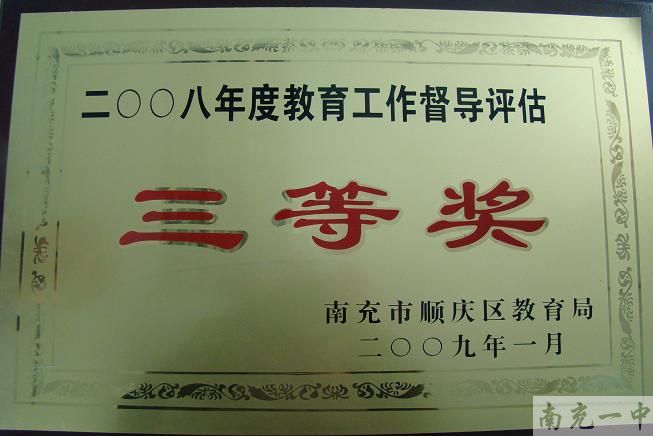 二〇〇八年度教育工作督导评估
三等奖
南充市顺庆区教育局
二〇〇九年一月
南充一中